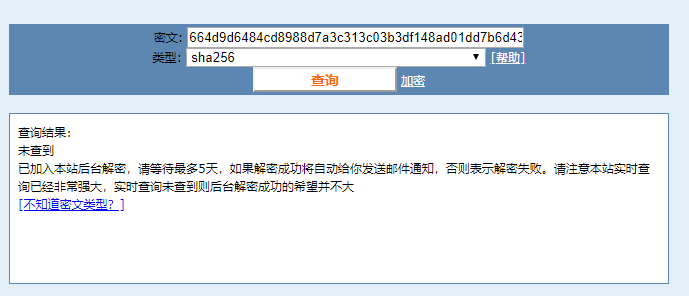 密文: 664d9d6484cd8988d7a3c313c03b3df148ad01dd7b6d43
类型: sha256 [帮助]
查询 加密
查询结果:
未查到
已加入本站后台解密，请等待最多5天，如果解密成功将自动给你发送邮件通知，否则表示解密失败。请注意本站实时查
询已经非常强大，实时查询未查到则后台解密成功的希望并不大
[不知道密文类型？]